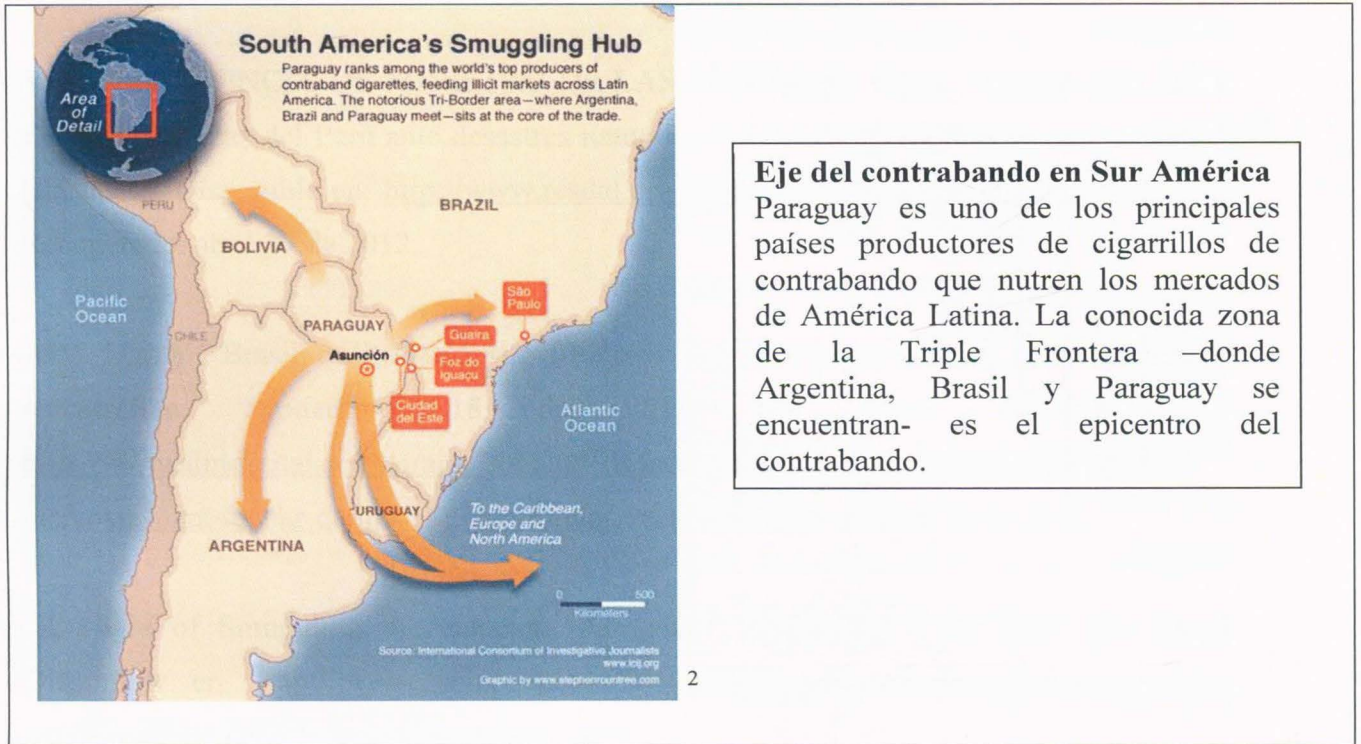 South America's Smuggling Hub
Paraguay ranks among the world's top producers of
contraband cigarettes, feeding illicit markets across Latin
America. The notorious Tri-Border area—where Argentina,
Brazil and Paraguay meet—sits at the core of the trade.
Area
of
Detail
PERU
BRAZIL
BOLIVIA
Pacific
Ocean
CHILE
PARAGUAY
São
Paulo
Guaira
Asunción
Foz do
Iguaçu
Ciudad
del Este
Atlantic
Ocean
URUGUAY
To the Caribbean,
Europe and
North America
ARGENTINA
0 500
Kilometers
Source: International Consortium of Investigative Journalists
www.icij.org
Graphic by www.stephenrountree.com
2
Eje del contrabando en Sur América
Paraguay es uno de los principales
países productores de cigarrillos de
contrabando que nutren los mercados
de América Latina. La conocida zona
de la Triple Frontera –donde
Argentina, Brasil y Paraguay se
encuentran- es el epicentro del
contrabando.